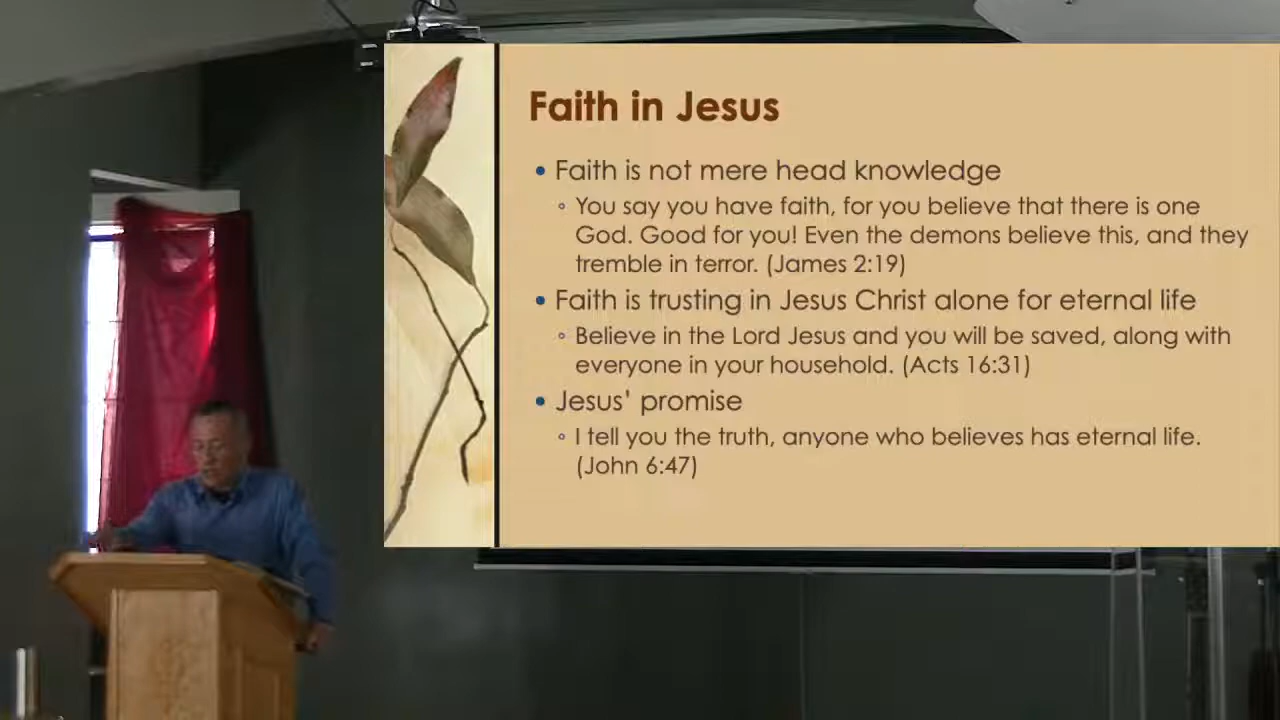 Faith in Jesus
• Faith is not mere head knowledge
◦ You say you have faith, for you believe that there is one
God. Good for you! Even the demons believe this, and they
tremble in terror. (James 2:19)
• Faith is trusting in Jesus Christ alone for eternal life
◦ Believe in the Lord Jesus and you will be saved, along with
everyone in your household. (Acts 16:31)
• Jesus’ promise
◦ I tell you the truth, anyone who believes has eternal life.
(John 6:47)